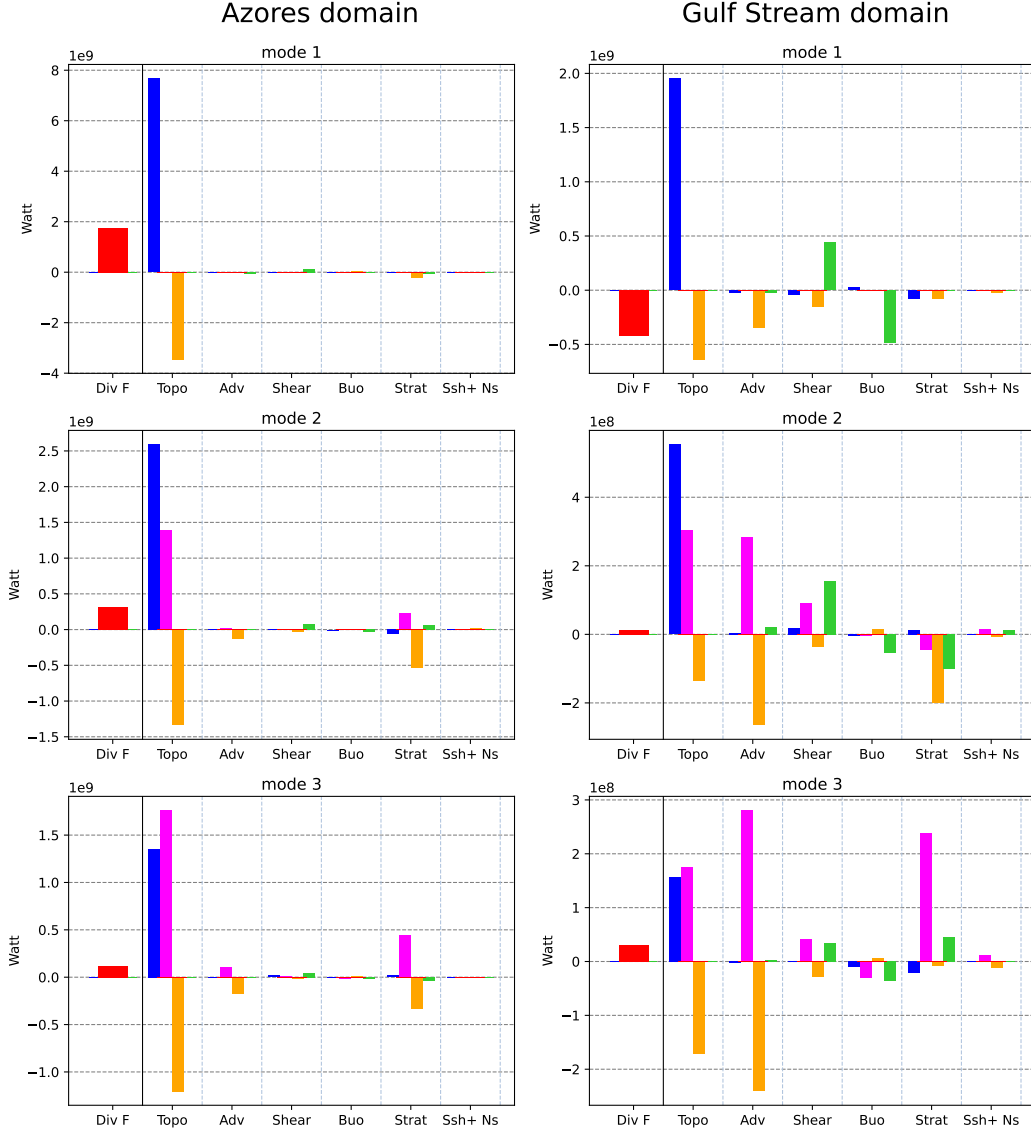 Azores domain
Gulf Stream domain
mode 1
1e9
Watt
8
6
4
2
0
−2
−4
Div F Topo Adv Shear Buo Strat Ssh+ Ns
mode 1
1e9
Watt
2.0
1.5
1.0
0.5
0.0
−0.5
Div F Topo Adv Shear Buo Strat Ssh+ Ns
mode 2
1e9
Watt
2.5
2.0
1.5
1.0
0.5
0.0
−0.5
−1.0
−1.5
Div F Topo Adv Shear Buo Strat Ssh+ Ns
mode 2
1e8
Watt
4
2
0
−2
Div F Topo Adv Shear Buo Strat Ssh+ Ns
mode 3
1e9
Watt
1.5
1.0
0.5
0.0
−0.5
−1.0
Div F Topo Adv Shear Buo Strat Ssh+ Ns
mode 3
1e8
Watt
3
2
1
0
−1
−2
Div F Topo Adv Shear Buo Strat Ssh+ Ns